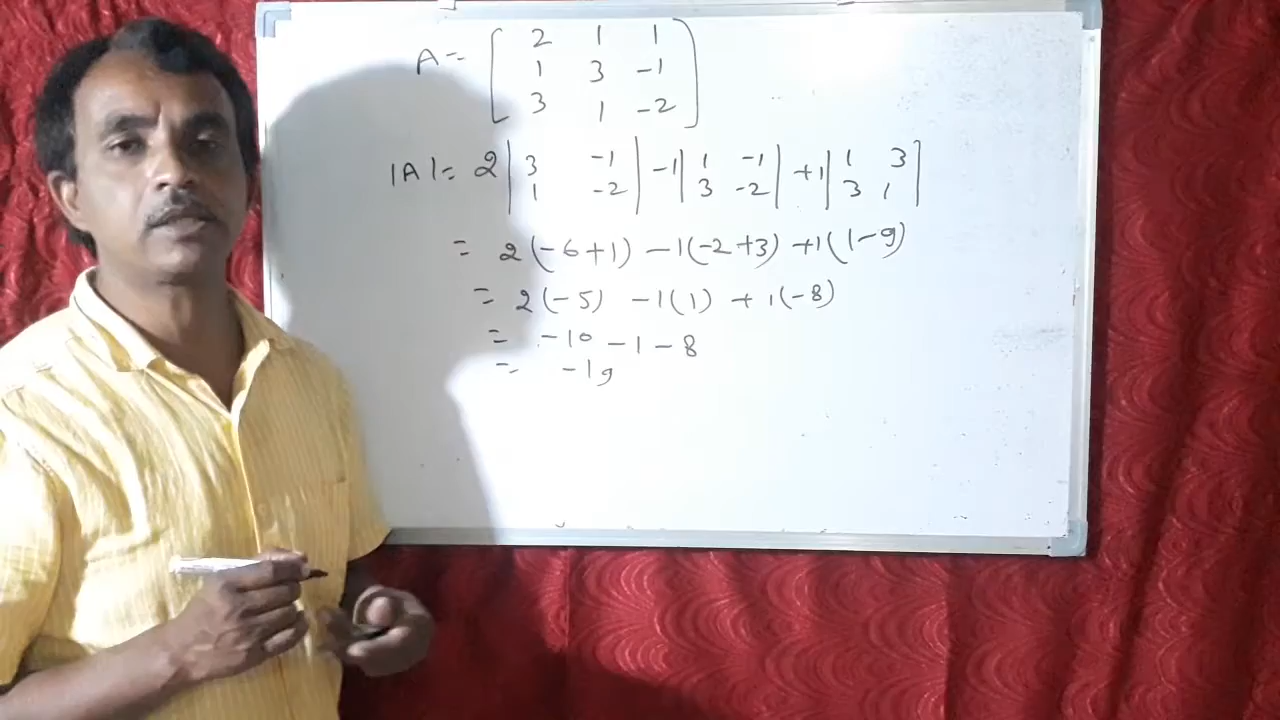 A = [ 2 1 1
1 3 -1
3 1 -2 ]
|A| = 2 | 3 -1 | -1 | 1 -1 | +1 | 1 3 |
1 -2 3 -2 3 1
= 2(-6+1) -1(-2+3) +1(1-9)
= 2(-5) -1(1) + 1(-8)
= -10 -1 -8
= -19